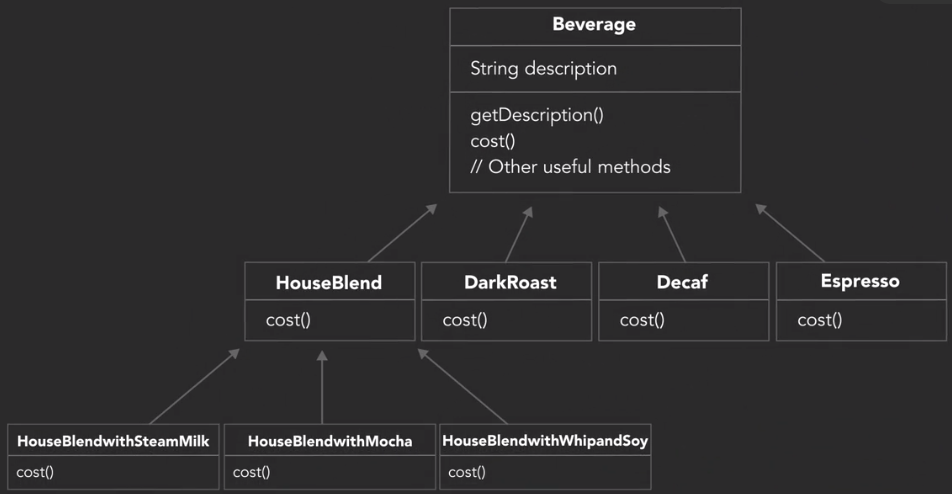 Beverage
String description
getDescription()
cost()
// Other useful methods
HouseBlend
cost()
DarkRoast
cost()
Decaf
cost()
Espresso
cost()
HouseBlendwithSteamMilk
cost()
HouseBlendwithMocha
cost()
HouseBlendwithWhipandSoy
cost()